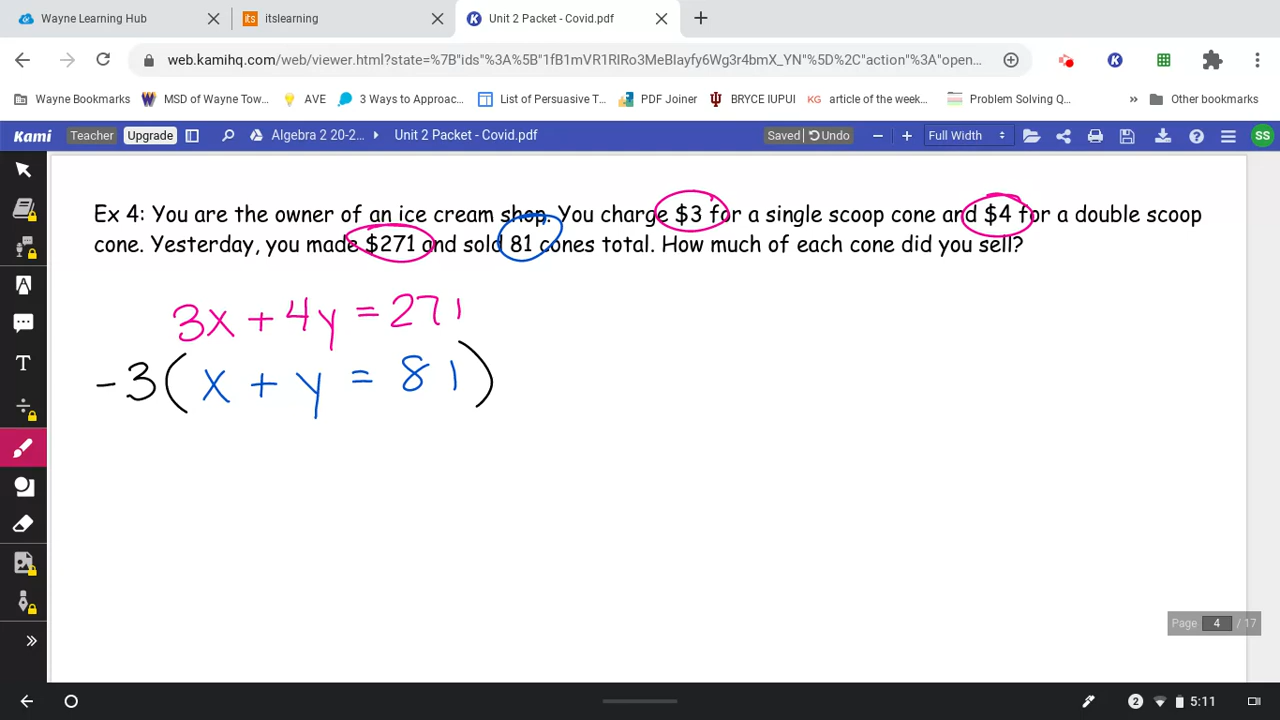 Wayne Learning Hub
itslearning
Unit 2 Packet - Covid.pdf
web.kamihq.com/web/viewer.html?state=%7B"ids"%3A%5B"1fB1mVR1RIRo3MeBIayfy6Wg3r4bmX_YN"%5D%2C"action"%3A"open...
Wayne Bookmarks
MSD of Wayne Tow...
AVE
3 Ways to Approac...
List of Persuasive T...
PDF Joiner
BRYCE IUPUI
KG article of the week...
Problem Solving Q...
» Other bookmarks
Kami Teacher Upgrade Algebra 2 20-2... Unit 2 Packet - Covid.pdf Saved Undo Full Width SS
Ex 4: You are the owner of an ice cream shop. You charge $3 for a single scoop cone and $4 for a double scoop
cone. Yesterday, you made $271 and sold 81 cones total. How much of each cone did you sell?
3x + 4y = 271
-3(x + y = 81)
Page 4 / 17
2 5:11